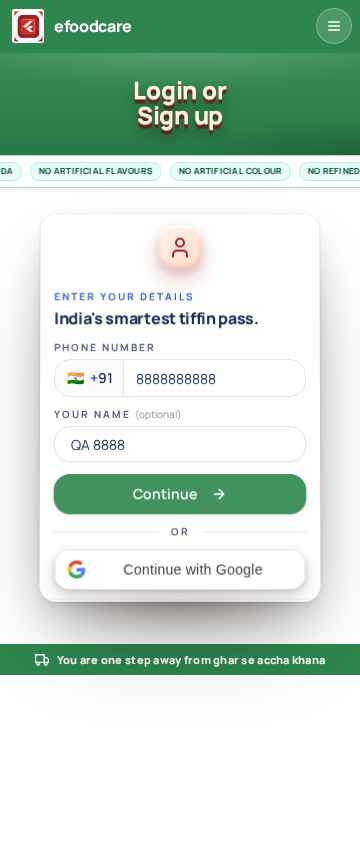 efoodcare
Login or
Sign up
DA NO ARTIFICIAL FLAVOURS NO ARTIFICIAL COLOUR NO REFINED
ENTER YOUR DETAILS
India's smartest tiffin pass.
PHONE NUMBER
🇮🇳 +91 8888888888
YOUR NAME (optional)
QA 8888
Continue →
OR
Continue with Google
You are one step away from ghar se accha khana